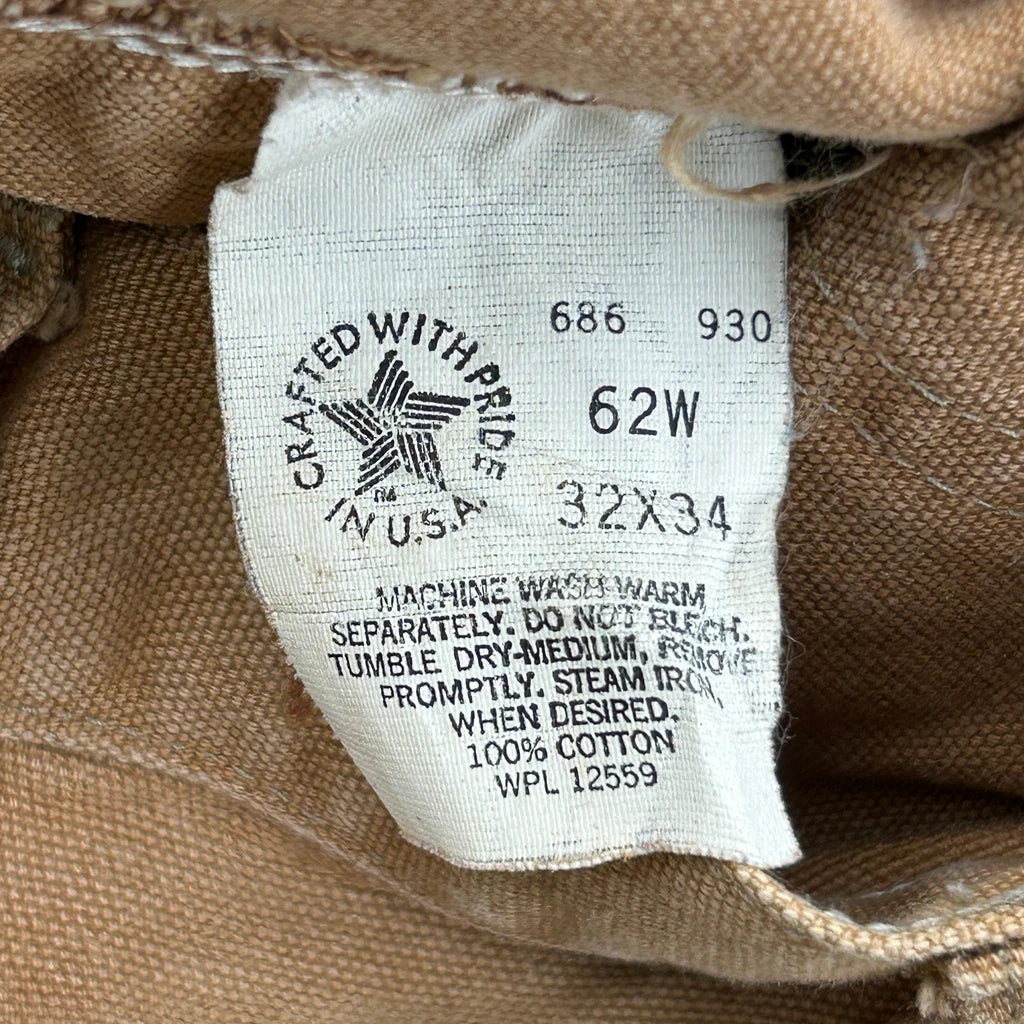 CRAFTED WITH PRIDE
IN U.S.A.
TM
686 930
62W
32X34
MACHINE WASH WARM
SEPARATELY. DO NOT BLEACH.
TUMBLE DRY-MEDIUM, REMOVE
PROMPTLY. STEAM IRON,
WHEN DESIRED.
100% COTTON
WPL 12559